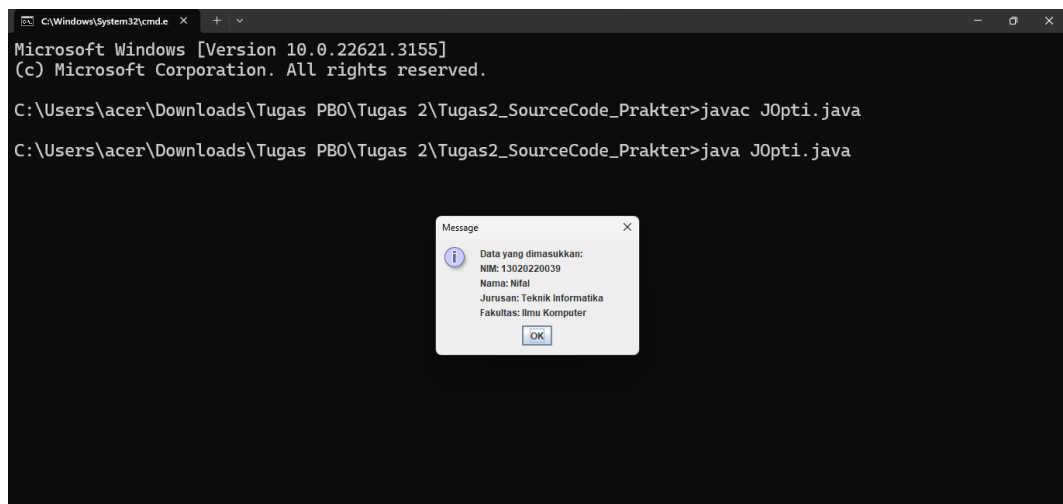 C:\Windows\System32\cmd.e
Microsoft Windows [Version 10.0.22621.3155]
(c) Microsoft Corporation. All rights reserved.
C:\Users\acer\Downloads\Tugas PBO\Tugas 2\Tugas2_SourceCode_Prakter>javac JOpti.java
C:\Users\acer\Downloads\Tugas PBO\Tugas 2\Tugas2_SourceCode_Prakter>java JOpti.java
Message
Data yang dimasukkan:
NIM: 13020220039
Nama: Nifal
Jurusan: Teknik Informatika
Fakultas: Ilmu Komputer
OK